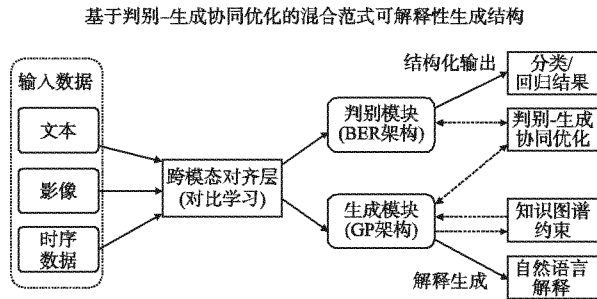 基于判别–生成协同优化的混合范式可解释性生成结构
输入数据
文本
影像
时序
数据
跨模态对齐层
(对比学习)
判别模块
(BER架构)
生成模块
(GP架构)
结构化输出
解释生成
分类/
回归结果
判别-生成
协同优化
知识图谱
约束
自然语言
解释